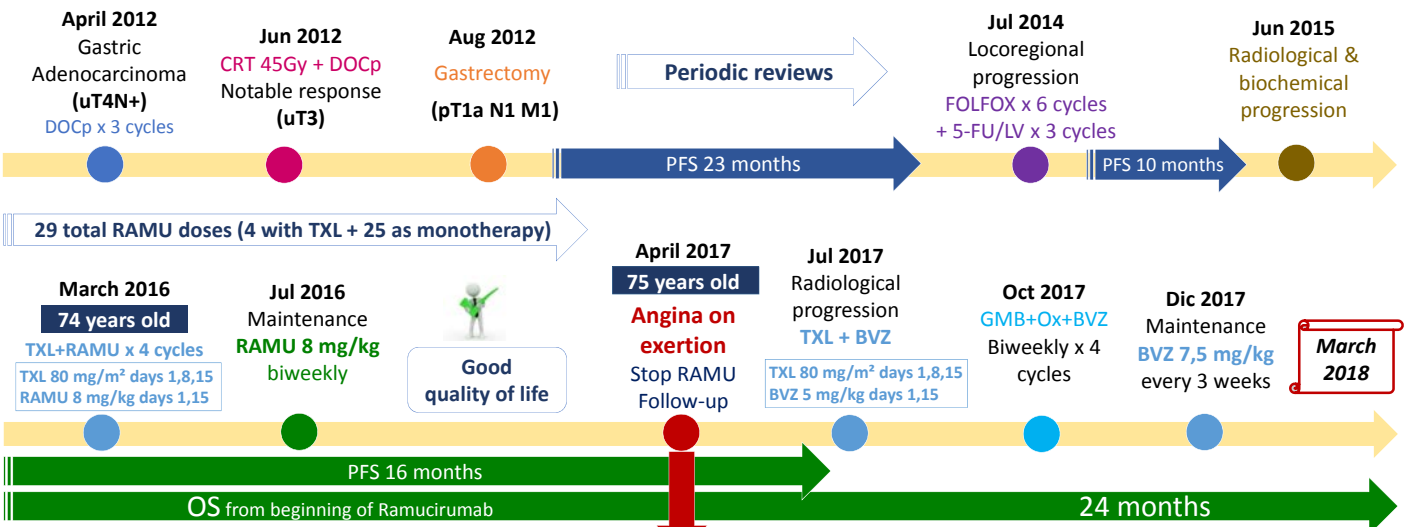 April 2012
Gastric
Adenocarcinoma
(uT4N+)
DOCp x 3 cycles
Jun 2012
CRT 45Gy + DOCp
Notable response
(uT3)
Aug 2012
Gastrectomy
(pT1a N1 M1)
Periodic reviews
Jul 2014
Locoregional
progression
FOLFOX x 6 cycles
+ 5-FU/LV x 3 cycles
Jun 2015
Radiological &
biochemical
progression
PFS 23 months
PFS 10 months
29 total RAMU doses (4 with TXL + 25 as monotherapy)
March 2016
74 years old
TXL+RAMU x 4 cycles
TXL 80 mg/m² days 1,8,15
RAMU 8 mg/kg days 1,15
Jul 2016
Maintenance
RAMU 8 mg/kg
biweekly
Good
quality of life
April 2017
75 years old
Angina on
exertion
Stop RAMU
Follow-up
Jul 2017
Radiological
progression
TXL + BVZ
TXL 80 mg/m² days 1,8,15
BVZ 5 mg/kg days 1,15
Oct 2017
GMB+Ox+BVZ
Biweekly x 4
cycles
Dic 2017
Maintenance
BVZ 7,5 mg/kg
every 3 weeks
March
2018
PFS 16 months
OS from beginning of Ramucirumab
24 months